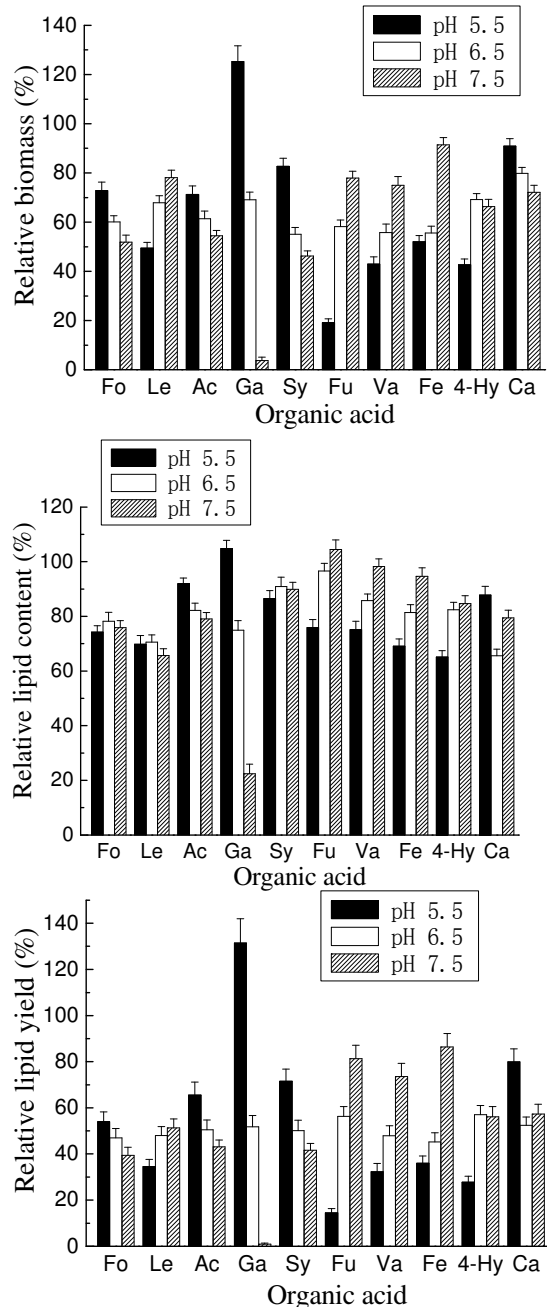 140
120
100
80
60
40
20
0
Relative biomass (%)
pH 5.5
pH 6.5
pH 7.5
Fo Le Ac Ga Sy Fu Va Fe 4-Hy Ca
Organic acid
pH 5.5
pH 6.5
pH 7.5
120
100
80
60
40
20
0
Relative lipid content (%)
Fo Le Ac Ga Sy Fu Va Fe 4-Hy Ca
Organic acid
140
120
100
80
60
40
20
0
Relative lipid yield (%)
pH 5.5
pH 6.5
pH 7.5
Fo Le Ac Ga Sy Fu Va Fe 4-Hy Ca
Organic acid